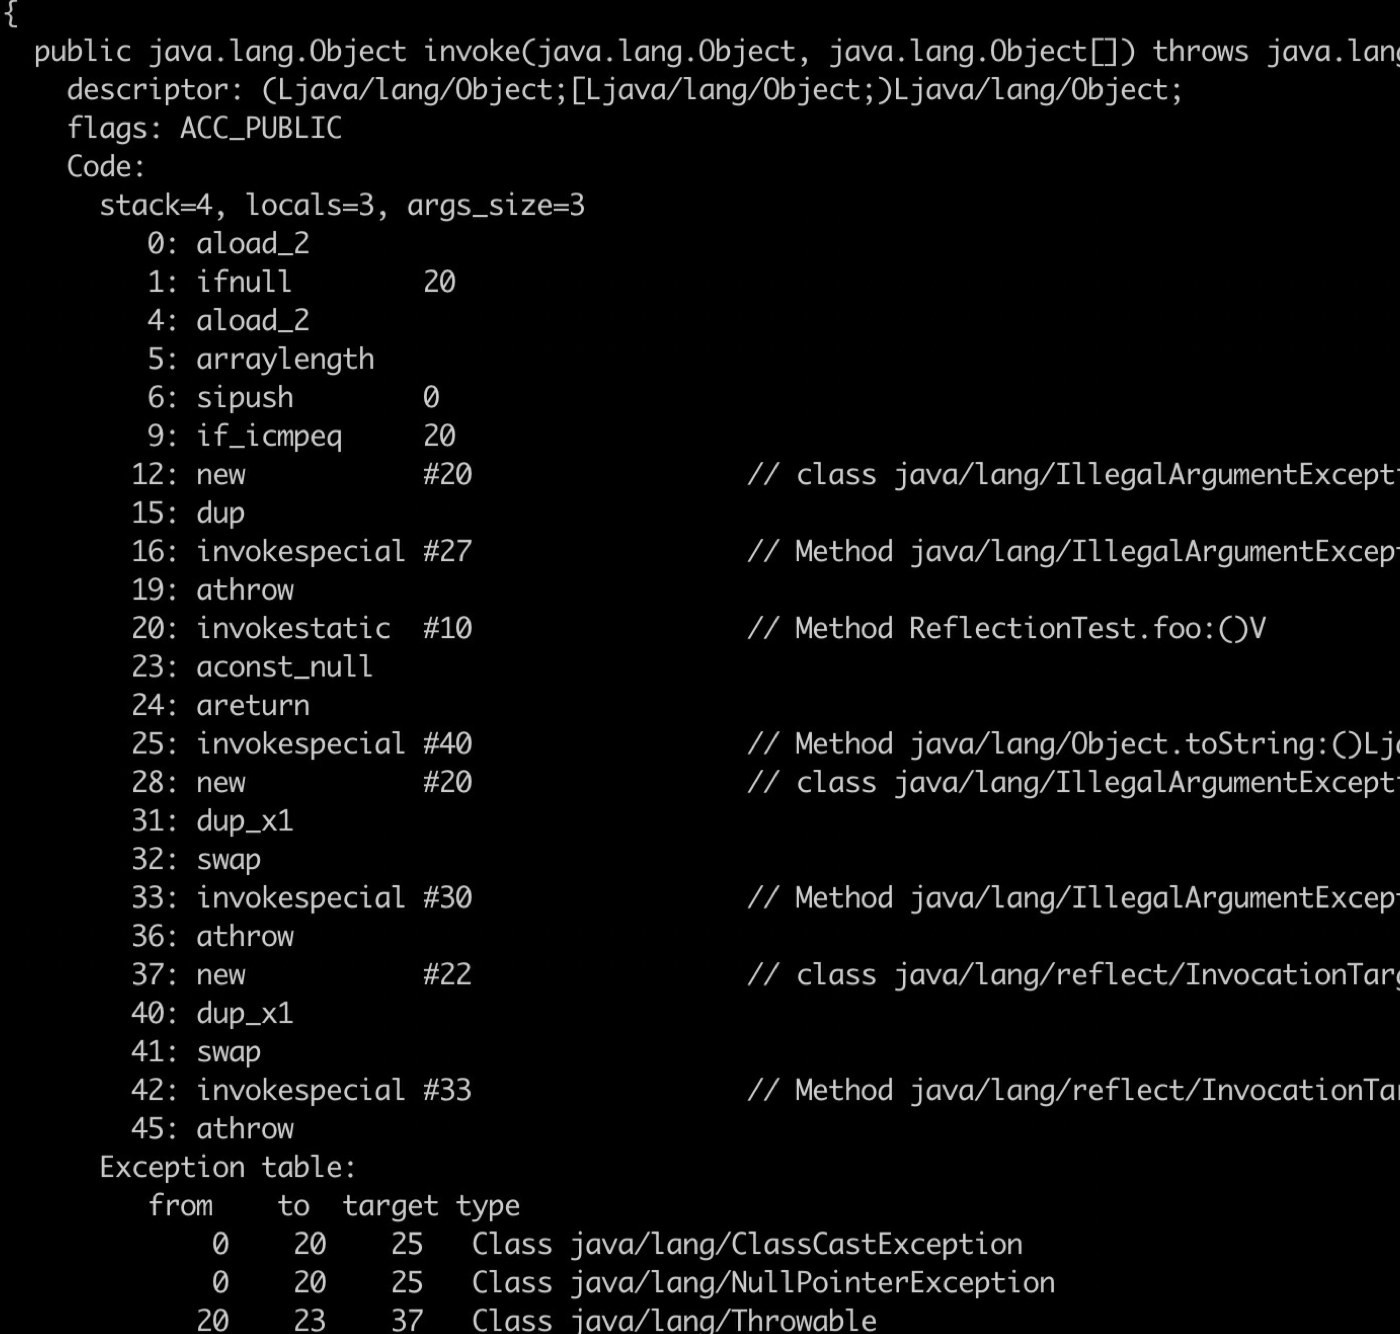 {
  public java.lang.Object invoke(java.lang.Object, java.lang.Object[]) throws java.lang
    descriptor: (Ljava/lang/Object;[Ljava/lang/Object;)Ljava/lang/Object;
    flags: ACC_PUBLIC
    Code:
      stack=4, locals=3, args_size=3
         0: aload_2
         1: ifnull        20
         4: aload_2
         5: arraylength
         6: sipush        0
         9: if_icmpeq     20
        12: new           #20                 // class java/lang/IllegalArgumentExcept
        15: dup
        16: invokespecial #27                 // Method java/lang/IllegalArgumentExcep
        19: athrow
        20: invokestatic  #10                 // Method ReflectionTest.foo:()V
        23: aconst_null
        24: areturn
        25: invokespecial #40                 // Method java/lang/Object.toString:()Lj
        28: new           #20                 // class java/lang/IllegalArgumentExcept
        31: dup_x1
        32: swap
        33: invokespecial #30                 // Method java/lang/IllegalArgumentExcep
        36: athrow
        37: new           #22                 // class java/lang/reflect/InvocationTar
        40: dup_x1
        41: swap
        42: invokespecial #33                 // Method java/lang/reflect/InvocationTa
        45: athrow
      Exception table:
         from    to  target type
             0    20    25   Class java/lang/ClassCastException
             0    20    25   Class java/lang/NullPointerException
            20    23    37   Class java/lang/Throwable